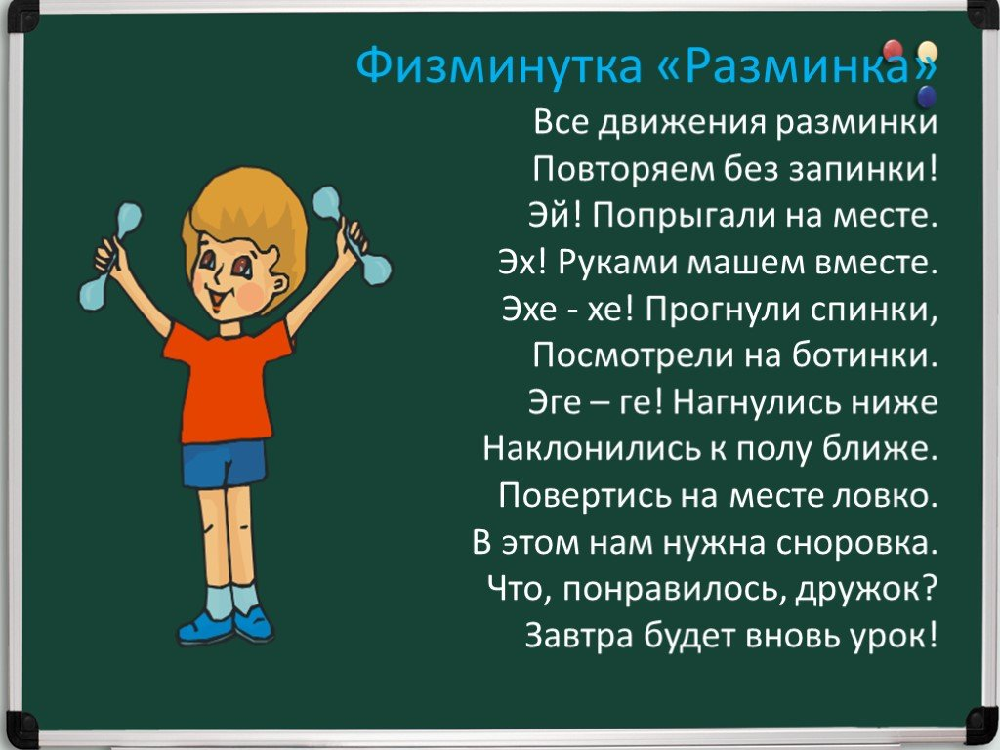 Физминутка «Разминка»
Все движения разминки
Повторяем без запинки!
Эй! Попрыгали на месте.
Эх! Руками машем вместе.
Эхе - хе! Прогнули спинки,
Посмотрели на ботинки.
Эге – ге! Нагнулись ниже
Наклонились к полу ближе.
Повертись на месте ловко.
В этом нам нужна сноровка.
Что, понравилось, дружок?
Завтра будет вновь урок!